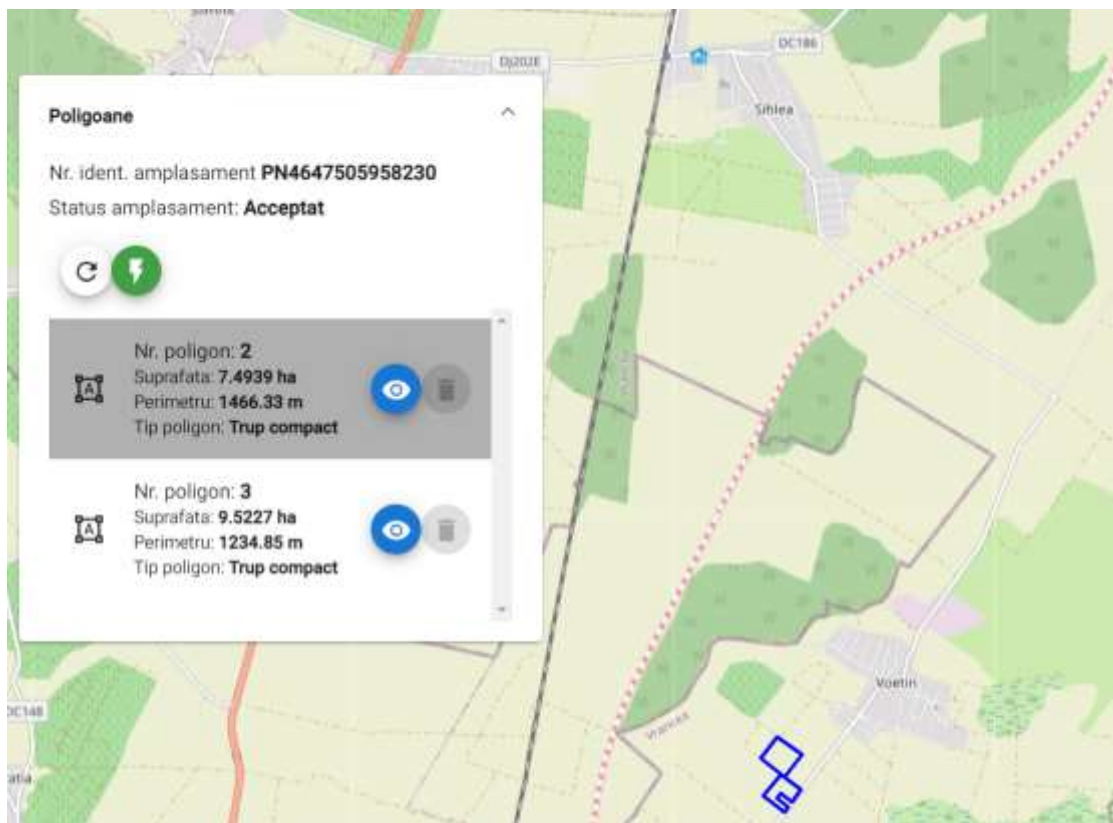 DJ202E
DC186
Sihlea
Poligoane
Nr. ident. amplasament PN4647505958230
Status amplasament: Acceptat
Nr. poligon: 2
Suprafata: 7.4939 ha
Perimetru: 1466.33 m
Tip poligon: Trup compact
Nr. poligon: 3
Suprafata: 9.5227 ha
Perimetru: 1234.85 m
Tip poligon: Trup compact
Voetin
Vrancea
DC148